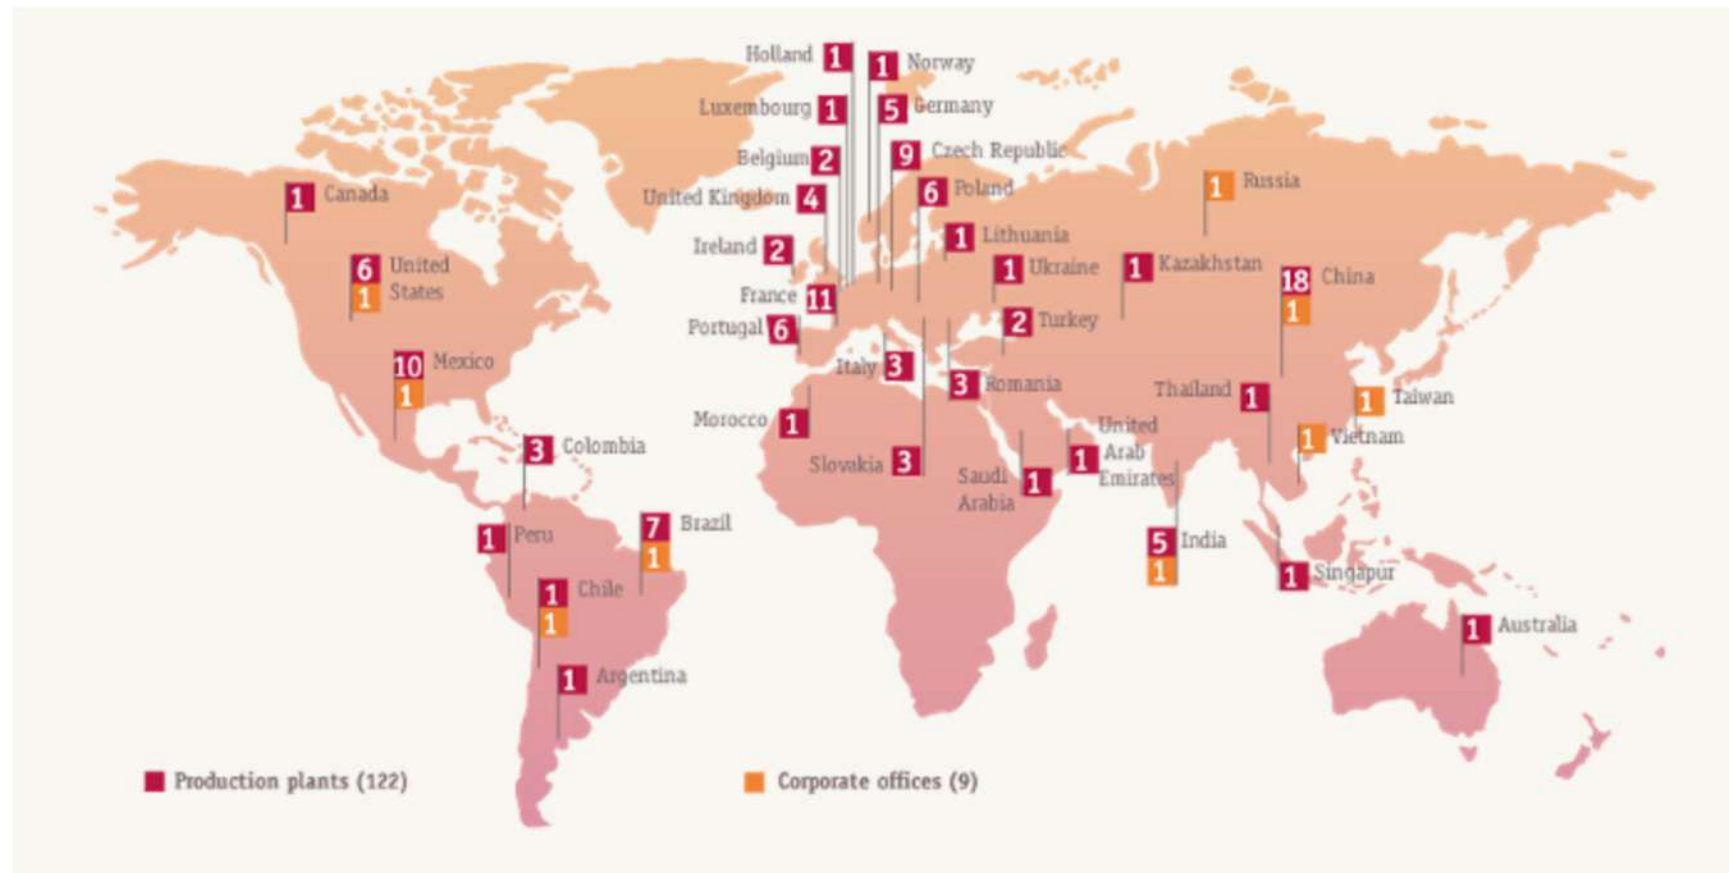 Holland 1
1 Norway
Luxembourg 1
5 Germany
Belgium 2
9 Czech Republic
United Kingdom 4
6 Poland
1 Canada
1 Russia
Ireland 2
1 Lithuania
6 United
1 States
1 Ukraine
1 Kazakhstan
18 China
1
France 11
Portugal 6
2 Turkey
10 Mexico
1
Italy 3
3 Romania
Thailand 1
1 Taiwan
Morocco 1
United
1 Arab
Emirates
1 Vietnam
3 Colombia
Slovakia 3
Saudi 1
Arabia
1 Peru
7 Brazil
1
5 India
1
1 Singapur
1 Chile
1
1 Australia
1 Argentina
Production plants (122)
Corporate offices (9)